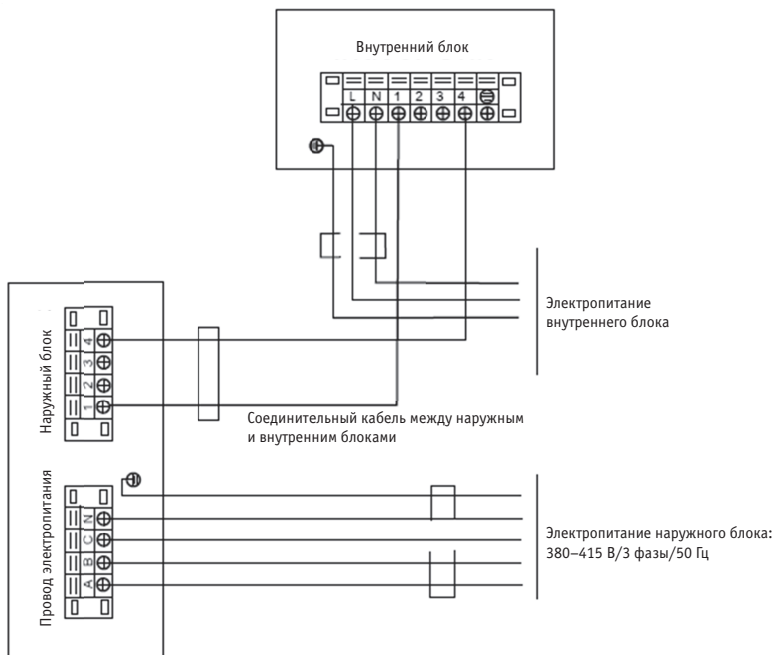 Внутренний блок
L N 1 2 3 4
Электропитание
внутреннего блока
Наружный блок
4
3
2
1
Соединительный кабель между наружным
и внутренним блоками
Провод электропитания
N
C
B
A
Электропитание наружного блока:
380–415 В/3 фазы/50 Гц